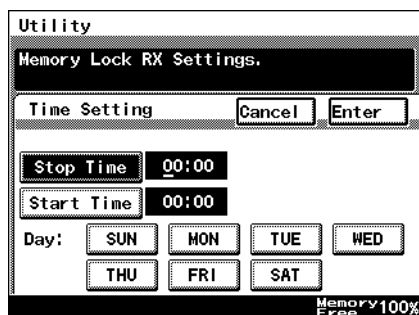 Utility
Memory Lock RX Settings.
Time Setting Cancel Enter
Stop Time 00:00
Start Time 00:00
Day: SUN MON TUE WED
THU FRI SAT
Memory 100%
Free